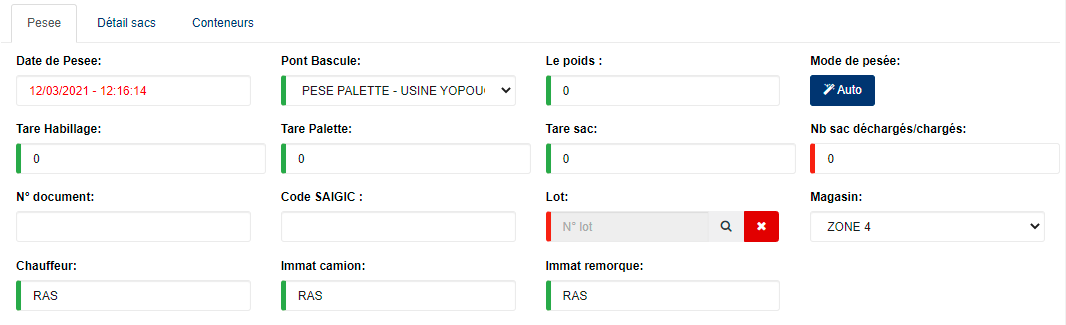 Pesee Détail sacs Conteneurs
Date de Pesee: Pont Bascule: Le poids : Mode de pesée:
12/03/2021 - 12:16:14 PESE PALETTE - USINE YOPOUG 0 Auto
Tare Habillage: Tare Palette: Tare sac: Nb sac déchargés/chargés:
0 0 0 0
N° document: Code SAIGIC : Lot: Magasin:
N° lot ZONE 4
Chauffeur: Immat camion: Immat remorque:
RAS RAS RAS